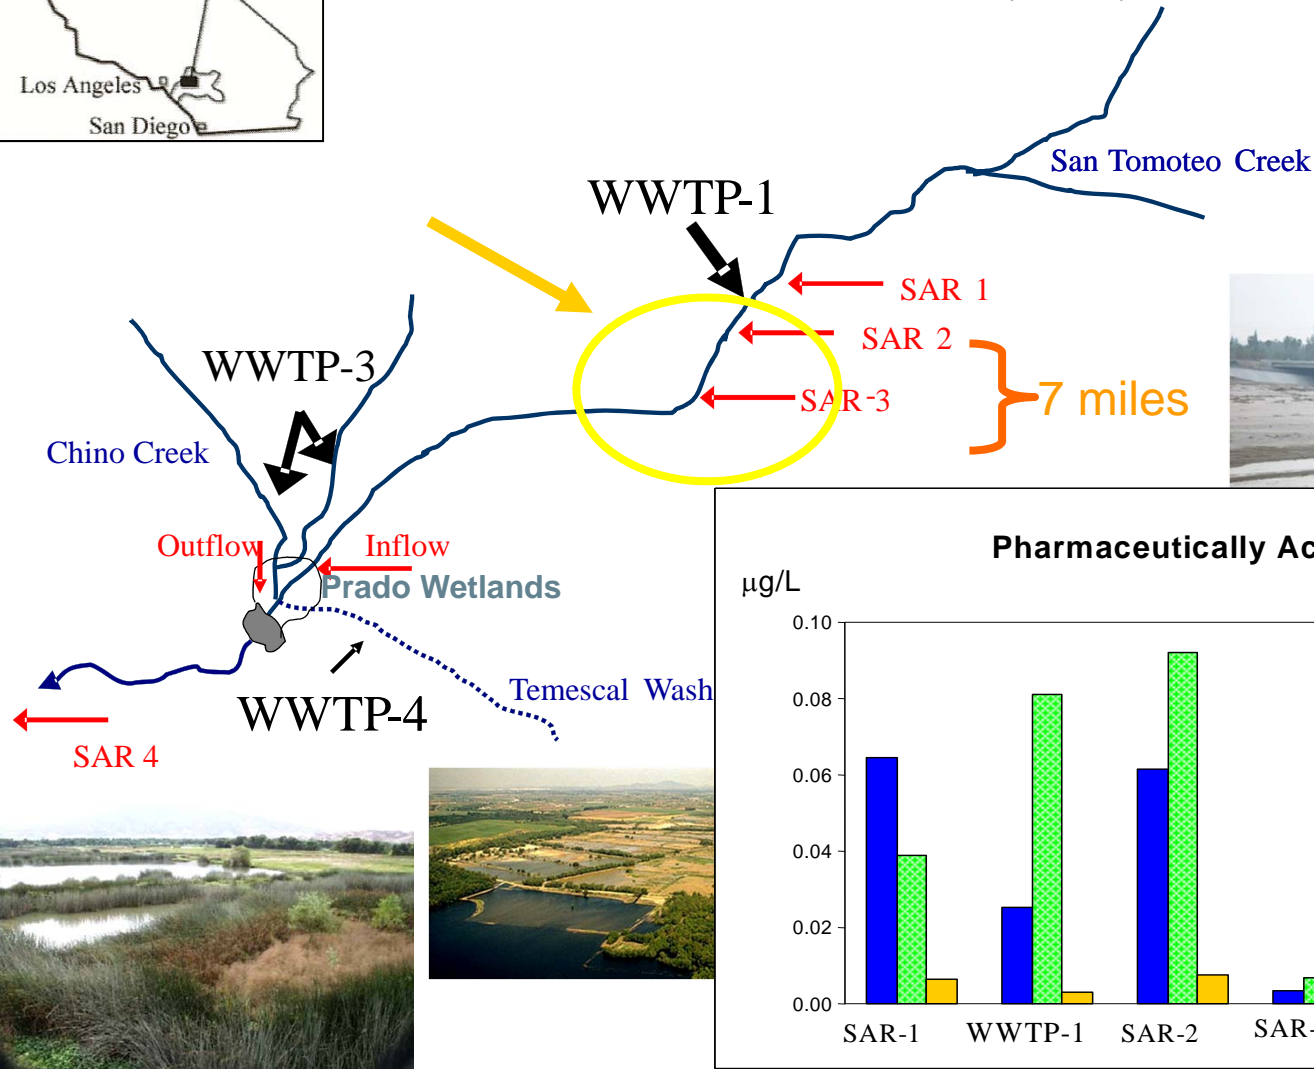 Los Angeles
San Diego
San Tomoteo Creek
WWTP-1
SAR 1
SAR 2
WWTP-3
SAR-3
7 miles
Chino Creek
Outflow
Inflow
Prado Wetlands
Temescal Wash
WWTP-4
SAR 4
Pharmaceutically Ac
µg/L
0.10
0.08
0.06
0.04
0.02
0.00
SAR-1
WWTP-1
SAR-2
SAR-